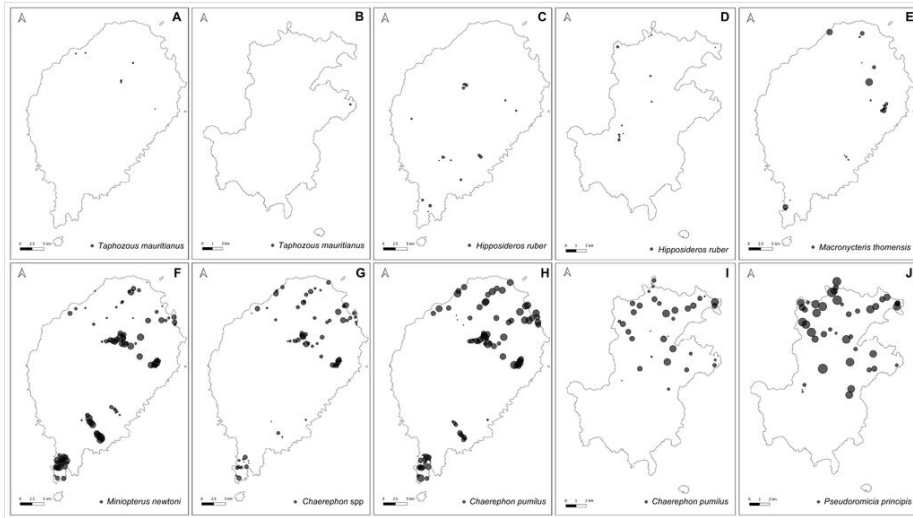 A
Taphozous mauritianus
B
Taphozous mauritianus
C
Hipposideros ruber
D
Hipposideros ruber
E
Macronycteris thomensis
F
Miniopterus newtoni
G
Chaerephon spp
H
Chaerephon pumilus
I
Chaerephon pumilus
J
Pseudoromicia principis